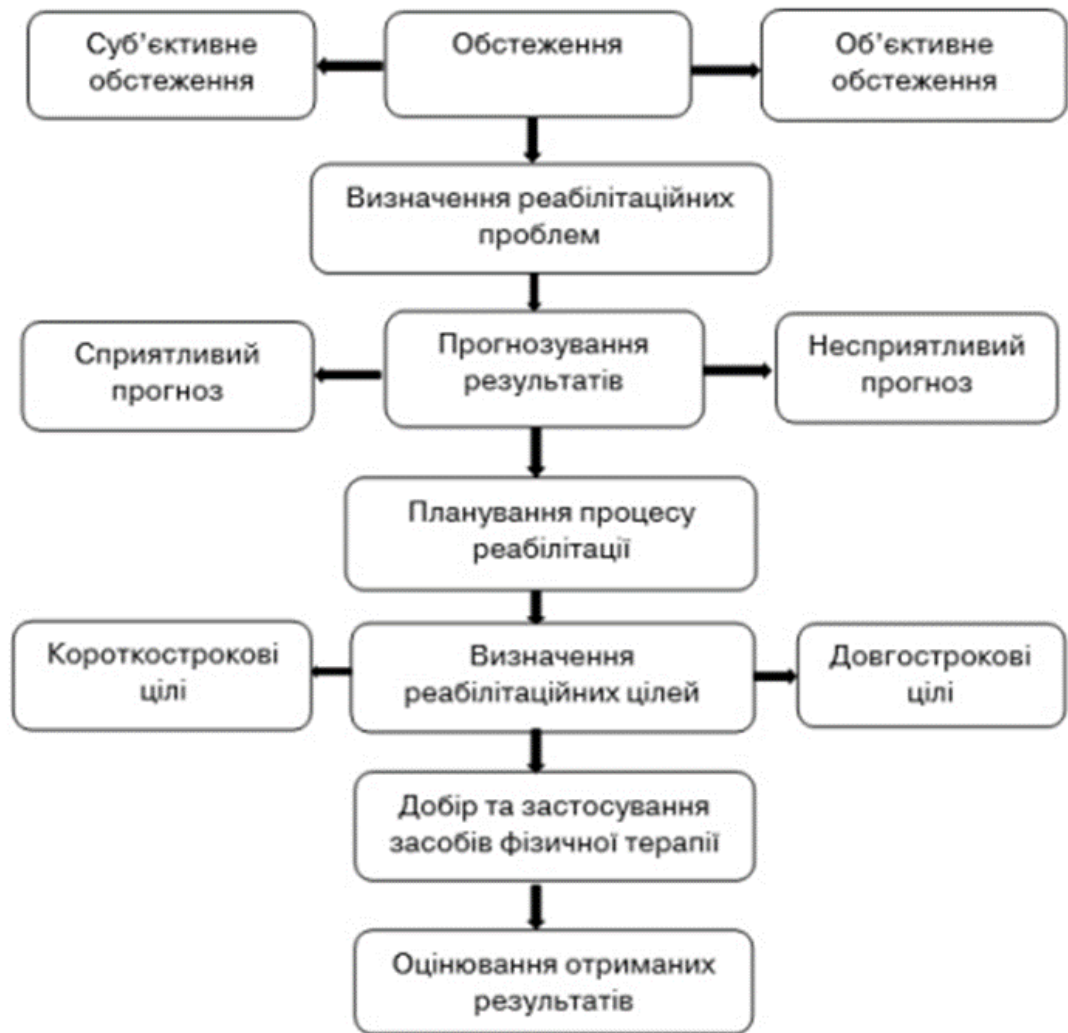 Суб’єктивне
обстеження
Обстеження
Об’єктивне
обстеження
Визначення реабілітаційних
проблем
Сприятливий
прогноз
Прогнозування
результатів
Несприятливий
прогноз
Планування процесу
реабілітації
Короткострокові
цілі
Визначення
реабілітаційних цілей
Довгострокові
цілі
Добір та застосування
засобів фізичної терапії
Оцінювання отриманих
результатів